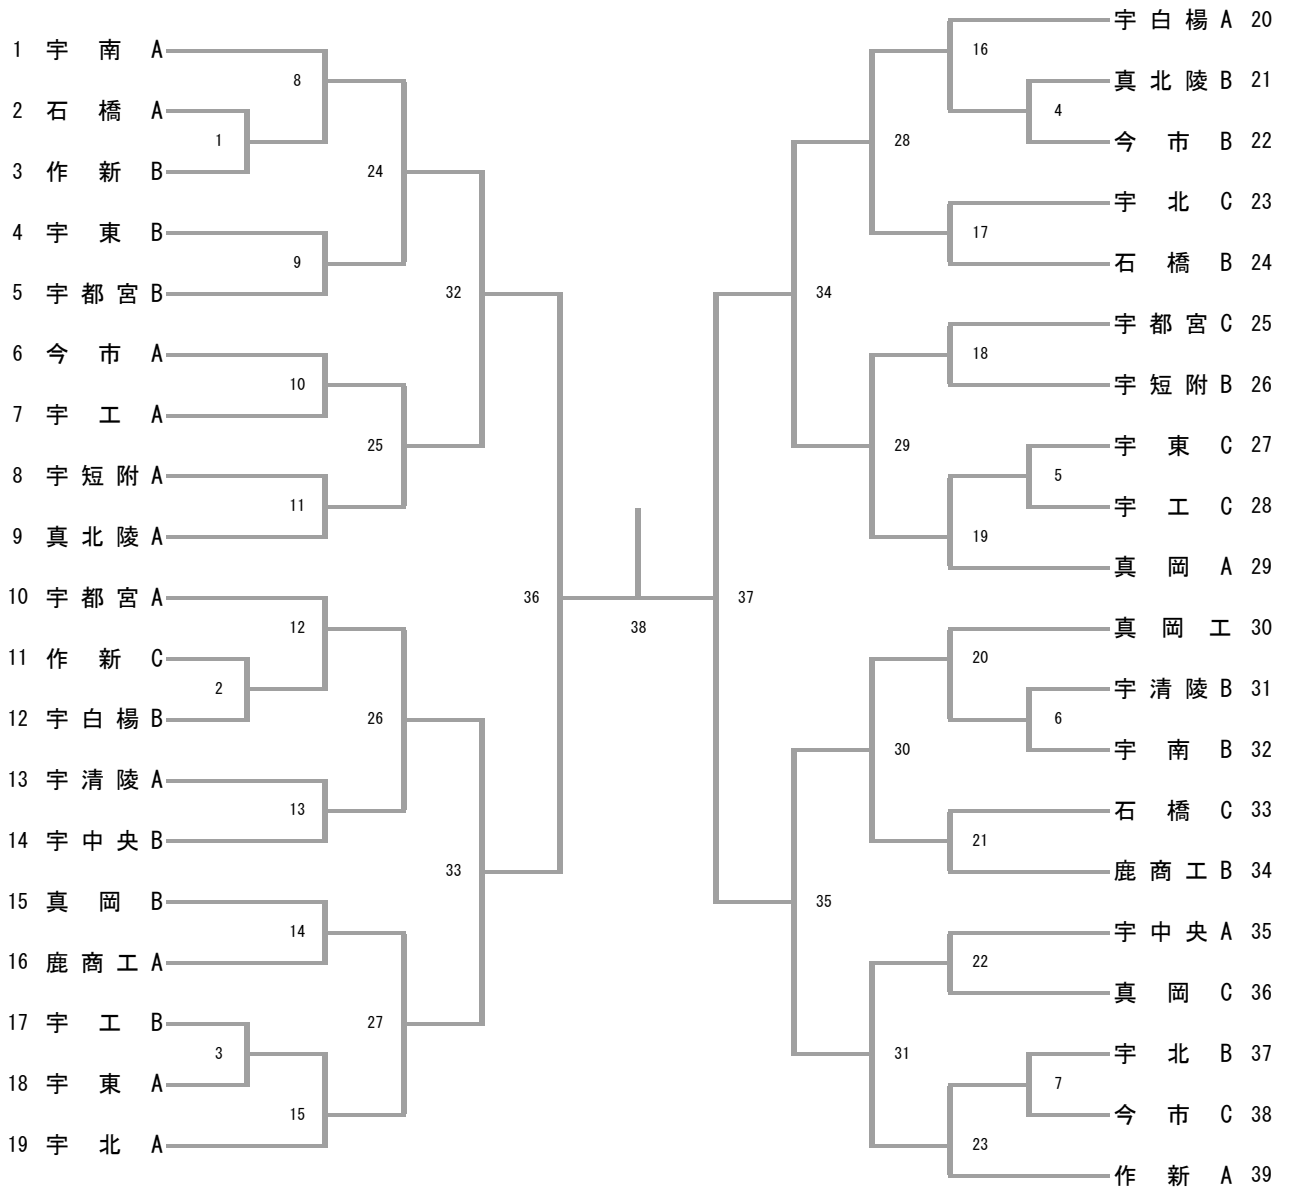 1 宇南 A
2 石橋 A
3 作新 B
4 宇東 B
5 宇都宮 B
6 今市 A
7 宇工 A
8 宇短附 A
9 真北陵 A
10 宇都宮 A
11 作新 C
12 宇白楊 B
13 宇清陵 A
14 宇中央 B
15 真岡 B
16 鹿商工 A
17 宇工 B
18 宇東 A
19 宇北 A
1
2
3
8
9
10
11
12
13
14
15
24
25
26
27
32
33
36
38
37
34
35
28
29
30
31
16
17
18
19
20
21
22
23
4
5
6
7
宇白楊 A 20
真北陵 B 21
今市 B 22
宇北 C 23
石橋 B 24
宇都宮 C 25
宇短附 B 26
宇東 C 27
宇工 C 28
真岡 A 29
真岡工 30
宇清陵 B 31
宇南 B 32
石橋 C 33
鹿商工 B 34
宇中央 A 35
真岡 C 36
宇北 B 37
今市 C 38
作新 A 39